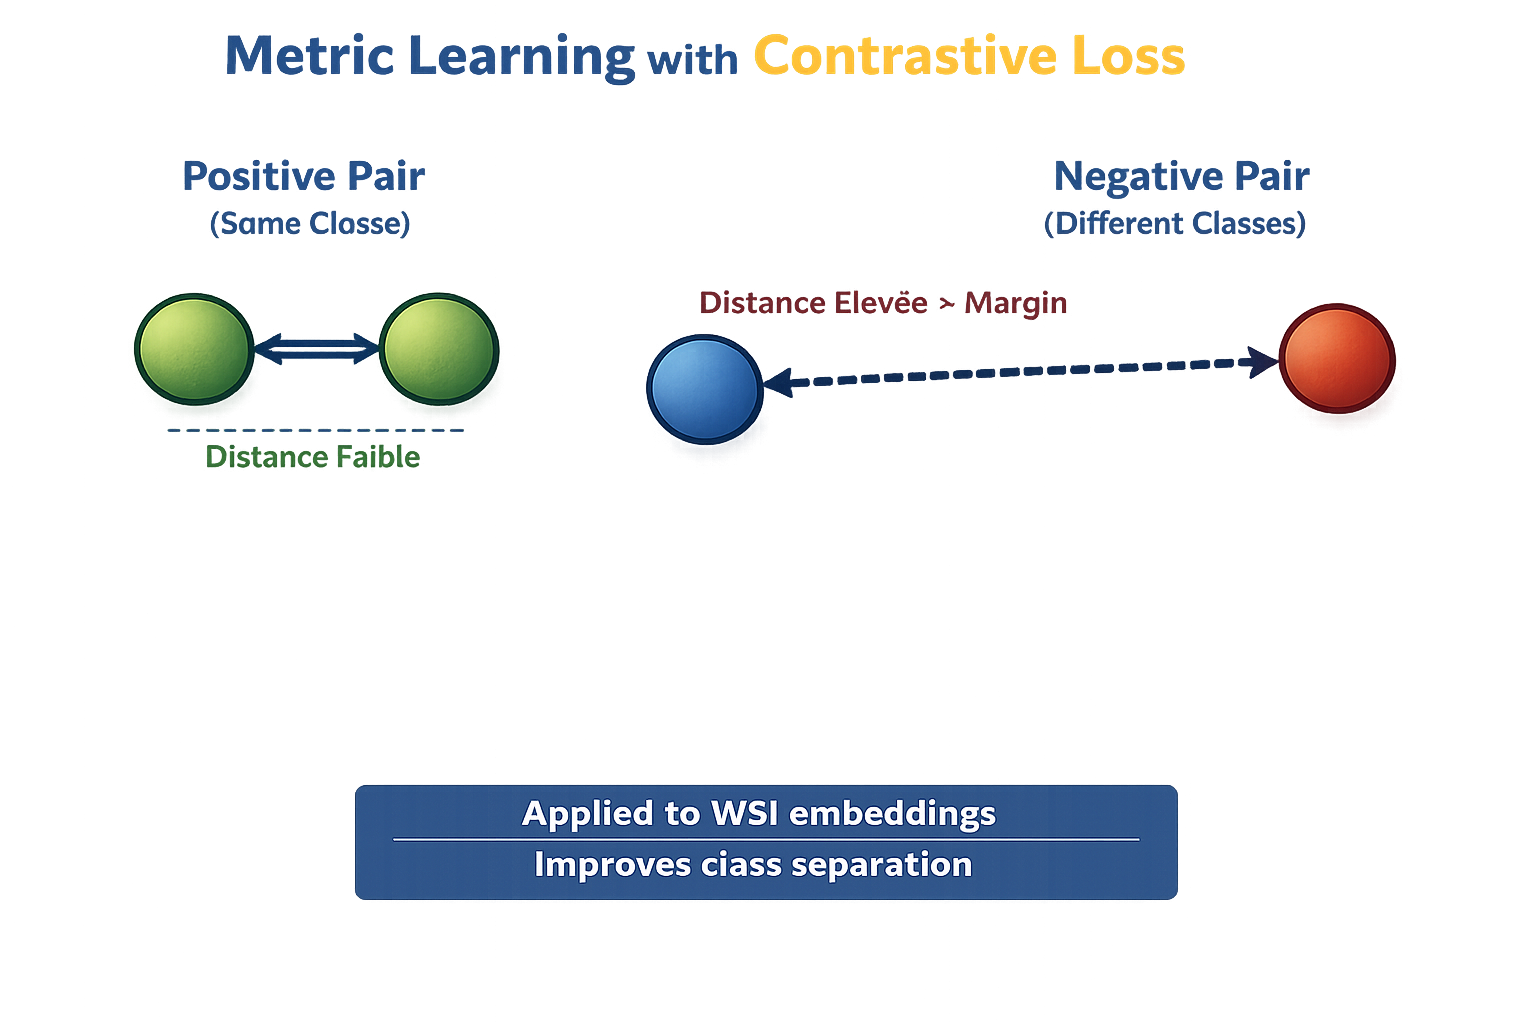 Metric Learning with Contrastive Loss
Positive Pair
(Same Closse)
Negative Pair
(Different Classes)
Distance Elevëe > Margin
Distance Faible
Applied to WSI embeddings
Improves ciass separation